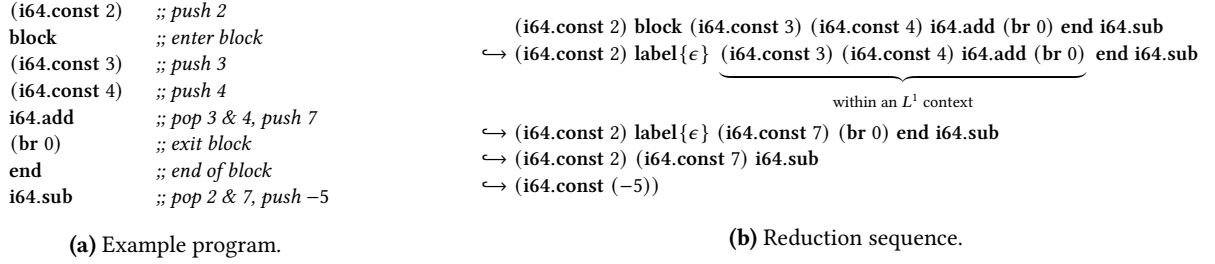 (i64.const 2) ;; push 2
block ;; enter block
(i64.const 3) ;; push 3
(i64.const 4) ;; push 4
i64.add ;; pop 3 & 4, push 7
(br 0) ;; exit block
end ;; end of block
i64.sub ;; pop 2 & 7, push −5
(a) Example program.
(i64.const 2) block (i64.const 3) (i64.const 4) i64.add (br 0) end i64.sub
↪ (i64.const 2) label{ϵ} (i64.const 3) (i64.const 4) i64.add (br 0) end i64.sub
within an L¹ context
↪ (i64.const 2) label{ϵ} (i64.const 7) (br 0) end i64.sub
↪ (i64.const 2) (i64.const 7) i64.sub
↪ (i64.const (−5))
(b) Reduction sequence.